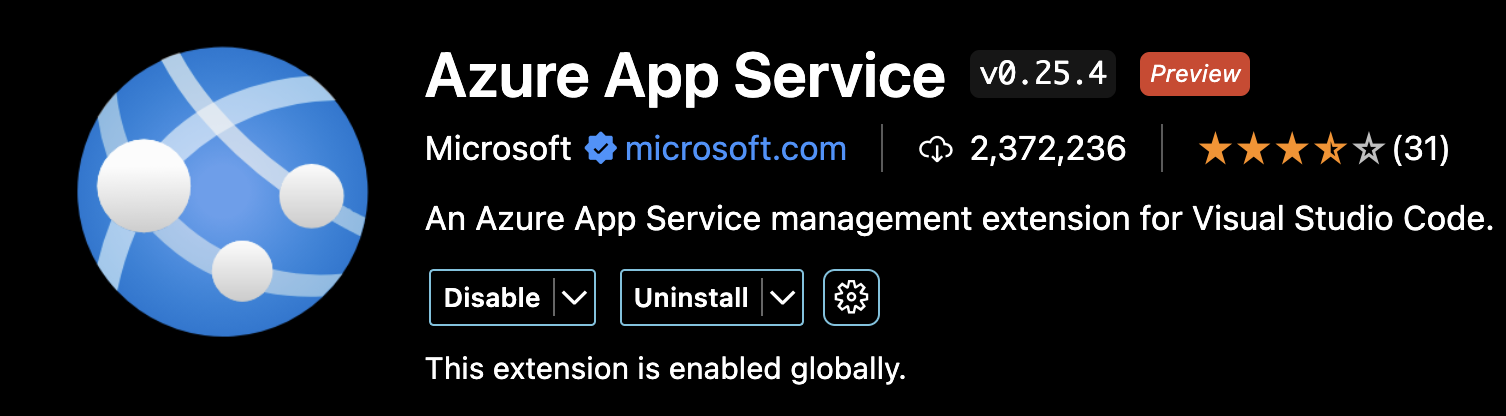 Azure App Service v0.25.4 Preview
Microsoft microsoft.com 2,372,236 (31)
An Azure App Service management extension for Visual Studio Code.
Disable Uninstall
This extension is enabled globally.